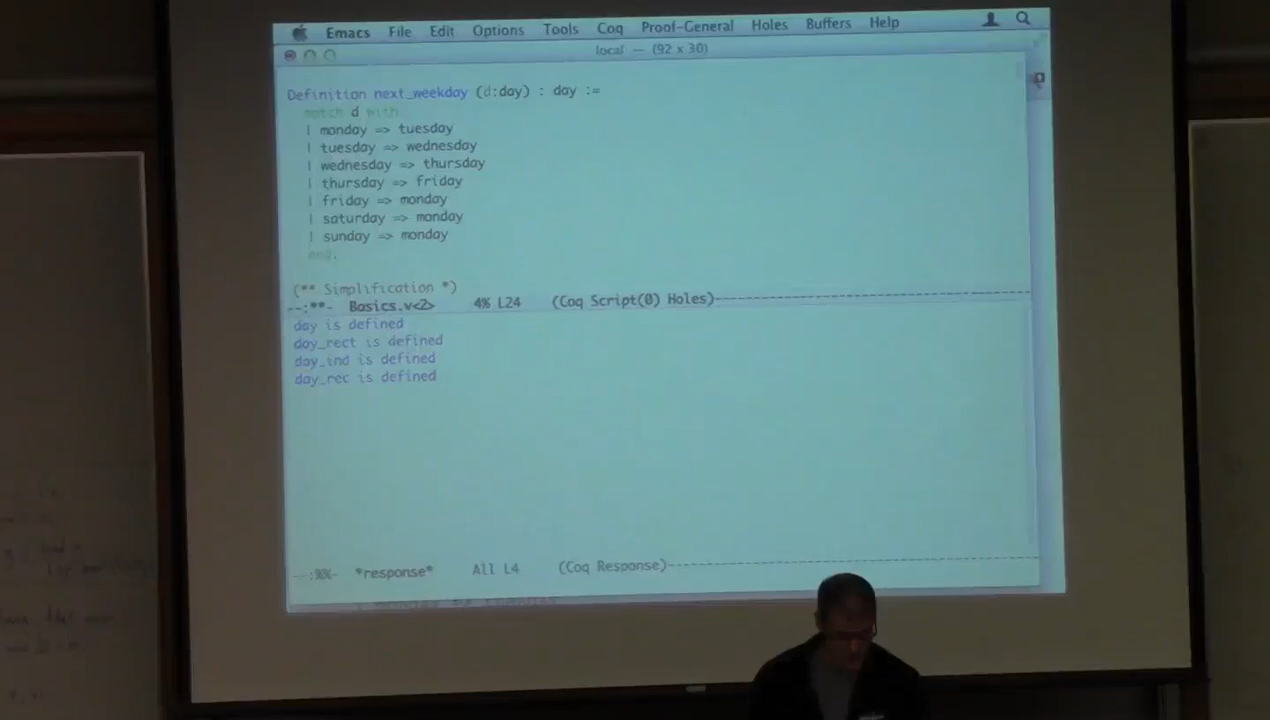 Emacs File Edit Options Tools Coq Proof-General Holes Buffers Help
local — (92 x 30)
Definition next_weekday (d:day) : day :=
match d with
| monday => tuesday
| tuesday => wednesday
| wednesday => thursday
| thursday => friday
| friday => monday
| saturday => monday
| sunday => monday
end.
(** Simplification *)
--:**- Basics.v<2> 4% L24 (Coq Script(0) Holes)
day is defined
day_rect is defined
day_ind is defined
day_rec is defined
--:%%- *response* All L4 (Coq Response)